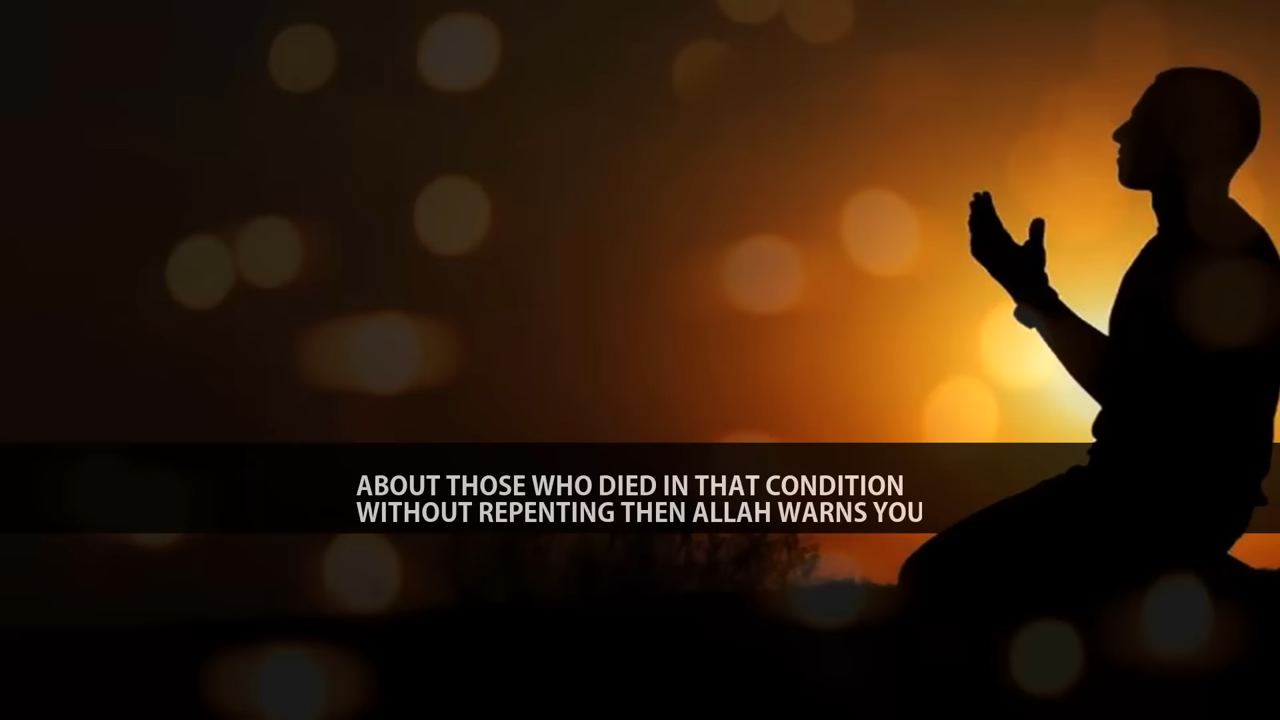 ABOUT THOSE WHO DIED IN THAT CONDITION
WITHOUT REPENTING THEN ALLAH WARNS YOU